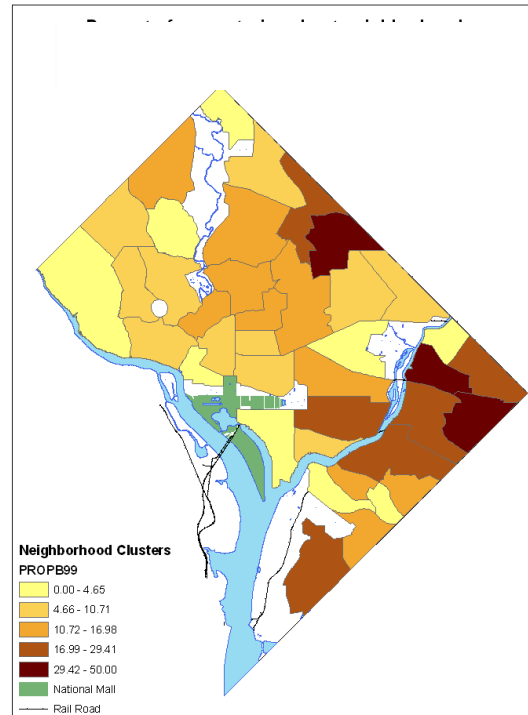 Neighborhood Clusters
PROPB99
0.00 - 4.65
4.66 - 10.71
10.72 - 16.98
16.99 - 29.41
29.42 - 50.00
National Mall
Rail Road